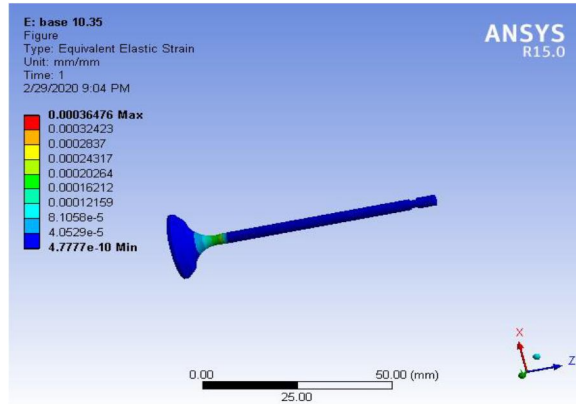 E: base 10.35
Figure
Type: Equivalent Elastic Strain
Unit: mm/mm
Time: 1
2/29/2020 9:04 PM
ANSYS
R15.0
0.00036476 Max
0.00032423
0.0002837
0.00024317
0.00020264
0.00016212
0.00012159
8.1058e-5
4.0529e-5
4.7777e-10 Min
X
Z
0.00 50.00 (mm)
25.00